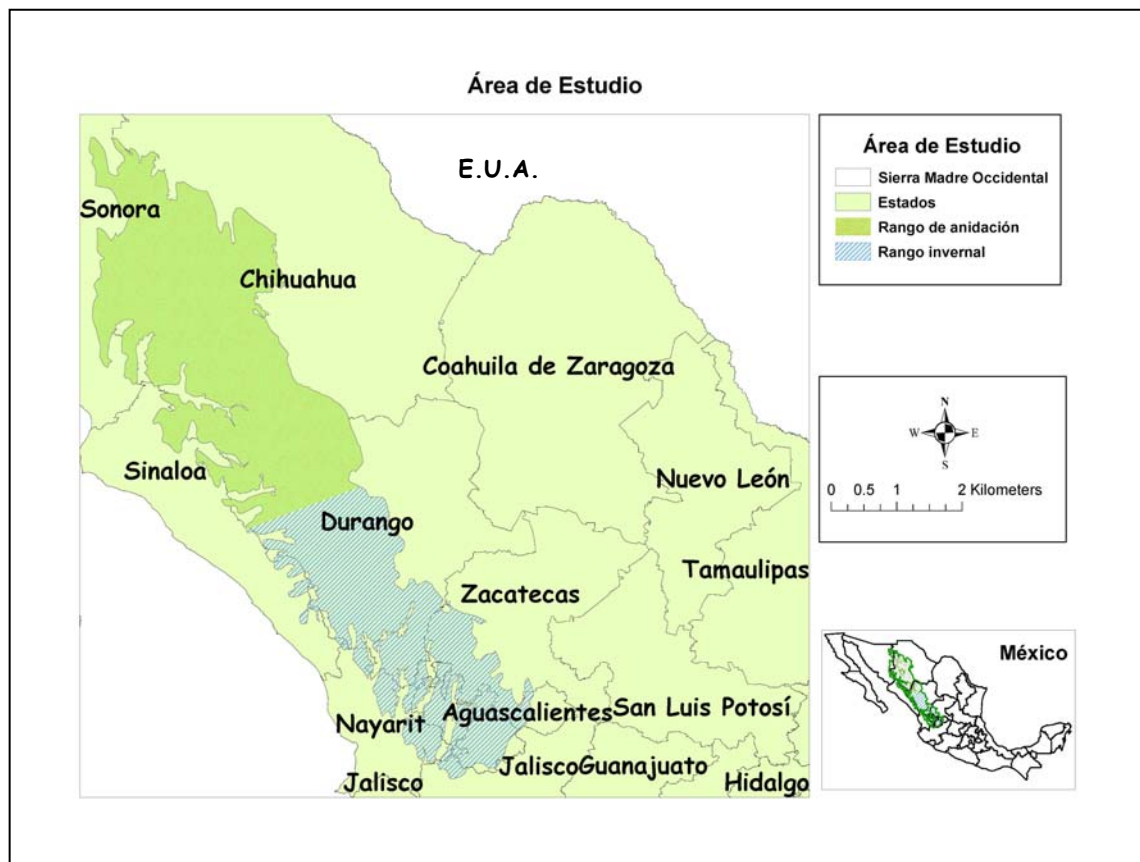 Área de Estudio
E.U.A.
Sonora
Chihuahua
Coahuila de Zaragoza
Sinaloa
Nuevo León
Durango
Tamaulipas
Zacatecas
Nayarit
Aguascalientes
San Luis Potosí
Jalisco
Jalisco
Guanajuato
Hidalgo
Área de Estudio
Sierra Madre Occidental
Estados
Rango de anidación
Rango invernal
N
W E
S
0 0.5 1 2 Kilometers
México